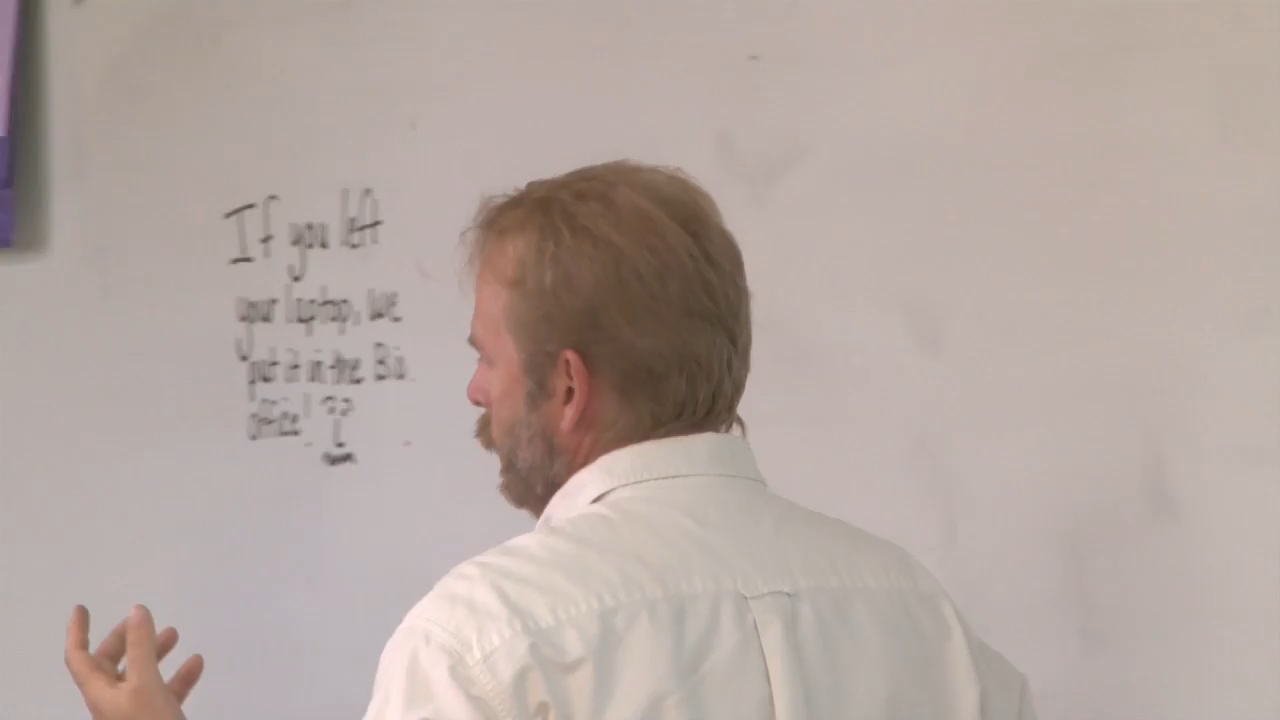 If you left
your laptop, we
put it in the Bio.
office!